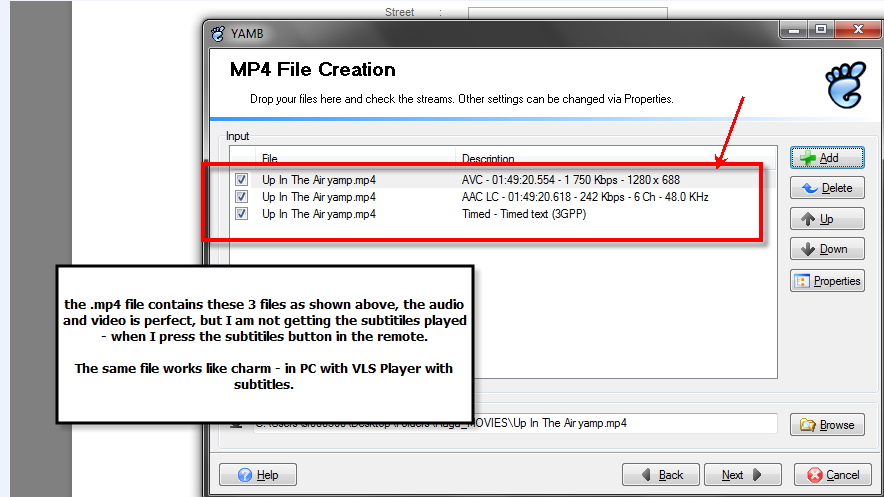 Street :
YAMB
MP4 File Creation
Drop your files here and check the streams. Other settings can be changed via Properties.
Input
File Description
Up In The Air yamp.mp4 AVC - 01:49:20.554 - 1 750 Kbps - 1280 x 688
Up In The Air yamp.mp4 AAC LC - 01:49:20.618 - 242 Kbps - 6 Ch - 48.0 KHz
Up In The Air yamp.mp4 Timed - Timed text (3GPP)
Add
Delete
Up
Down
Properties
the .mp4 file contains these 3 files as shown above, the audio
and video is perfect, but I am not getting the subtitiles played
- when I press the subtitiles button in the remote.
The same file works like charm - in PC with VLS Player with
subtitles.
_MOVIES\Up In The Air yamp.mp4
Browse
Help
Back
Next
Cancel